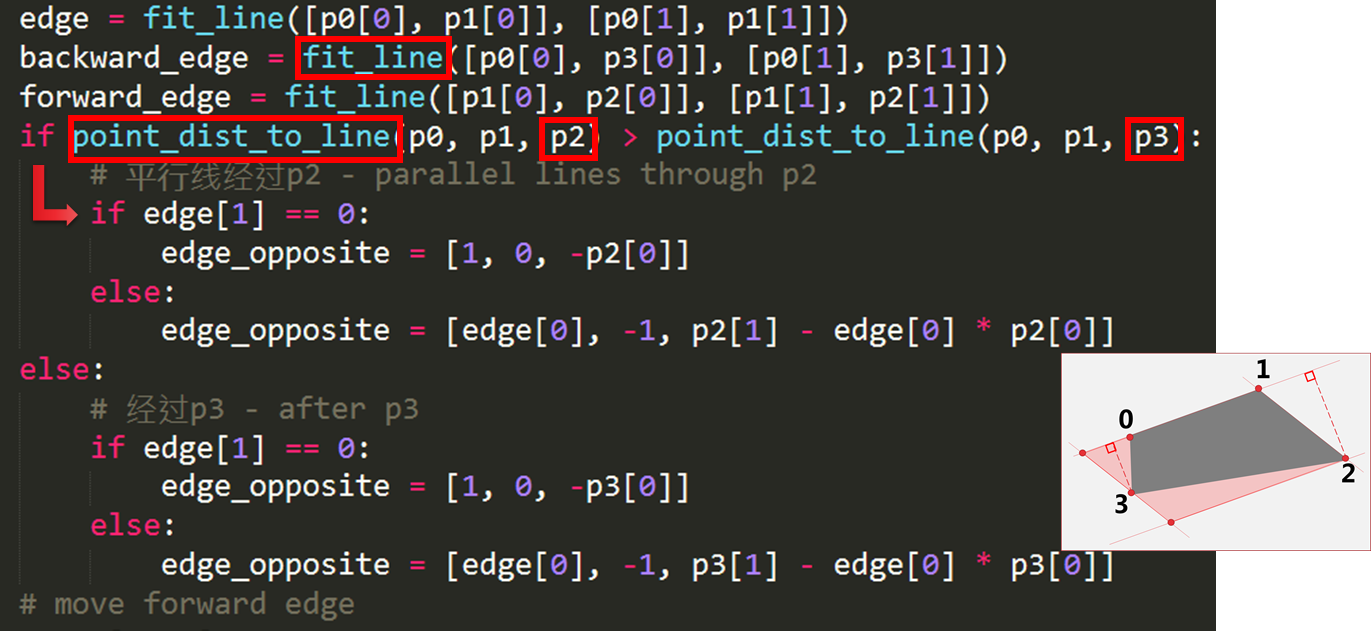 edge = fit_line([p0[0], p1[0]], [p0[1], p1[1]])
backward_edge = fit_line([p0[0], p3[0]], [p0[1], p3[1]])
forward_edge = fit_line([p1[0], p2[0]], [p1[1], p2[1]])
if point_dist_to_line(p0, p1, p2) > point_dist_to_line(p0, p1, p3):
# 平行线经过p2 - parallel lines through p2
if edge[1] == 0:
edge_opposite = [1, 0, -p2[0]]
else:
edge_opposite = [edge[0], -1, p2[1] - edge[0] * p2[0]]
else:
# 经过p3 - after p3
if edge[1] == 0:
edge_opposite = [1, 0, -p3[0]]
else:
edge_opposite = [edge[0], -1, p3[1] - edge[0] * p3[0]]
# move forward edge
1
0
2
3